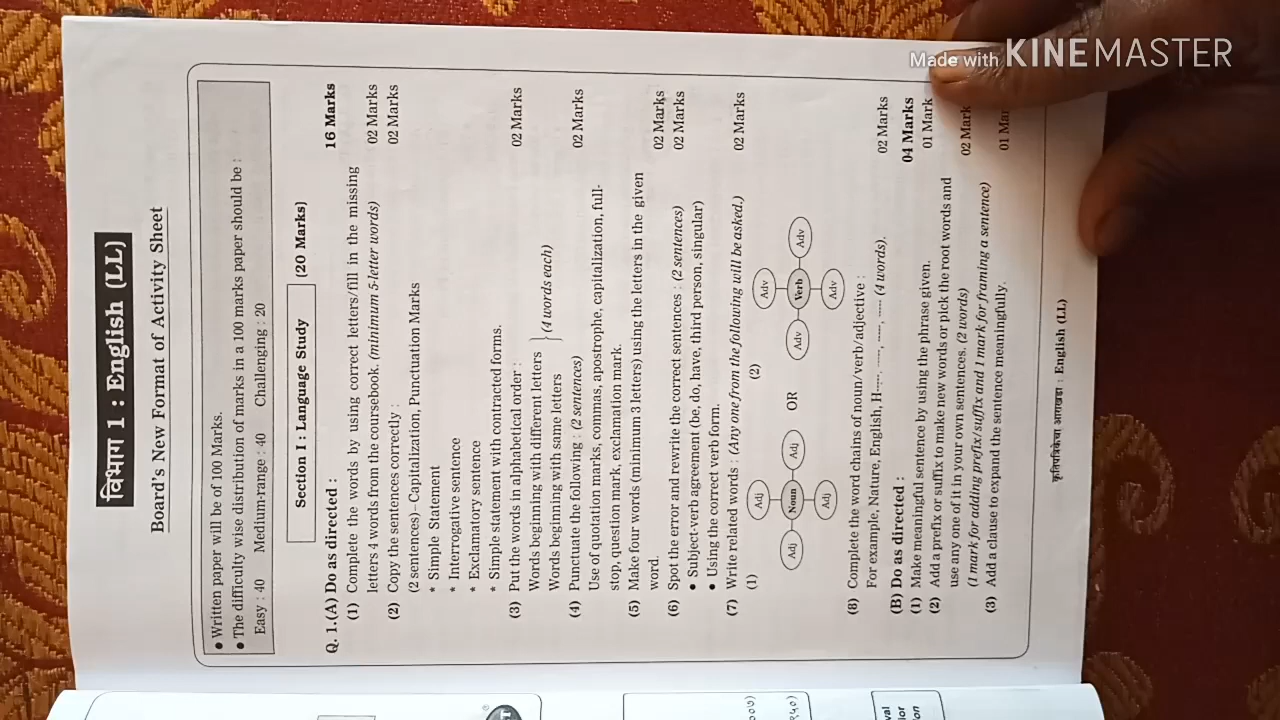 Made with KINEMASTER
विभाग 1 : English (LL)
Board's New Format of Activity Sheet
• Written paper will be of 100 Marks.
• The difficulty wise distribution of marks in a 100 marks paper should be :
Easy : 40 Medium-range : 40 Challenging : 20
Section I : Language Study [20 Marks]
Q. 1.(A) Do as directed : 16 Marks
(1) Complete the words by using correct letters/fill in the missing
letters 4 words from the coursebook. (minimum 5-letter words) 02 Marks
(2) Copy the sentences correctly : 02 Marks
(2 sentences)– Capitalization, Punctuation Marks
* Simple Statement
* Interrogative sentence
* Exclamatory sentence
* Simple statement with contracted forms.
(3) Put the words in alphabetical order : 02 Marks
Words beginning with different letters
Words beginning with same letters } (4 words each)
(4) Punctuate the following : (2 sentences) 02 Marks
Use of quotation marks, commas, apostrophe, capitalization, full-
stop, question mark, exclamation mark.
(5) Make four words (minimum 3 letters) using the letters in the given
word. 02 Marks
(6) Spot the error and rewrite the correct sentences : (2 sentences) 02 Marks
• Subject-verb agreement (be, do, have, third person, singular)
• Using the correct verb form.
(7) Write related words : (Any one from the following will be asked.) 02 Marks
(1) (2)
Adj Adv
Adj Noun Adj OR Adv Verb Adv
Adj Adv
(8) Complete the word chains of noun/verb/adjective :
For example, Nature, English, H----, ----, ----, ---- (4 words). 02 Marks
(B) Do as directed : 04 Marks
(1) Make meaningful sentence by using the phrase given. 01 Mark
(2) Add a prefix or suffix to make new words or pick the root words and
use any one of it in your own sentences. (2 words) 02 Mark
(1 mark for adding prefix/suffix and 1 mark for framing a sentence)
(3) Add a clause to expand the sentence meaningfully. 01 Mar
कृतिपत्रिकेचा आराखडा : English (LL)